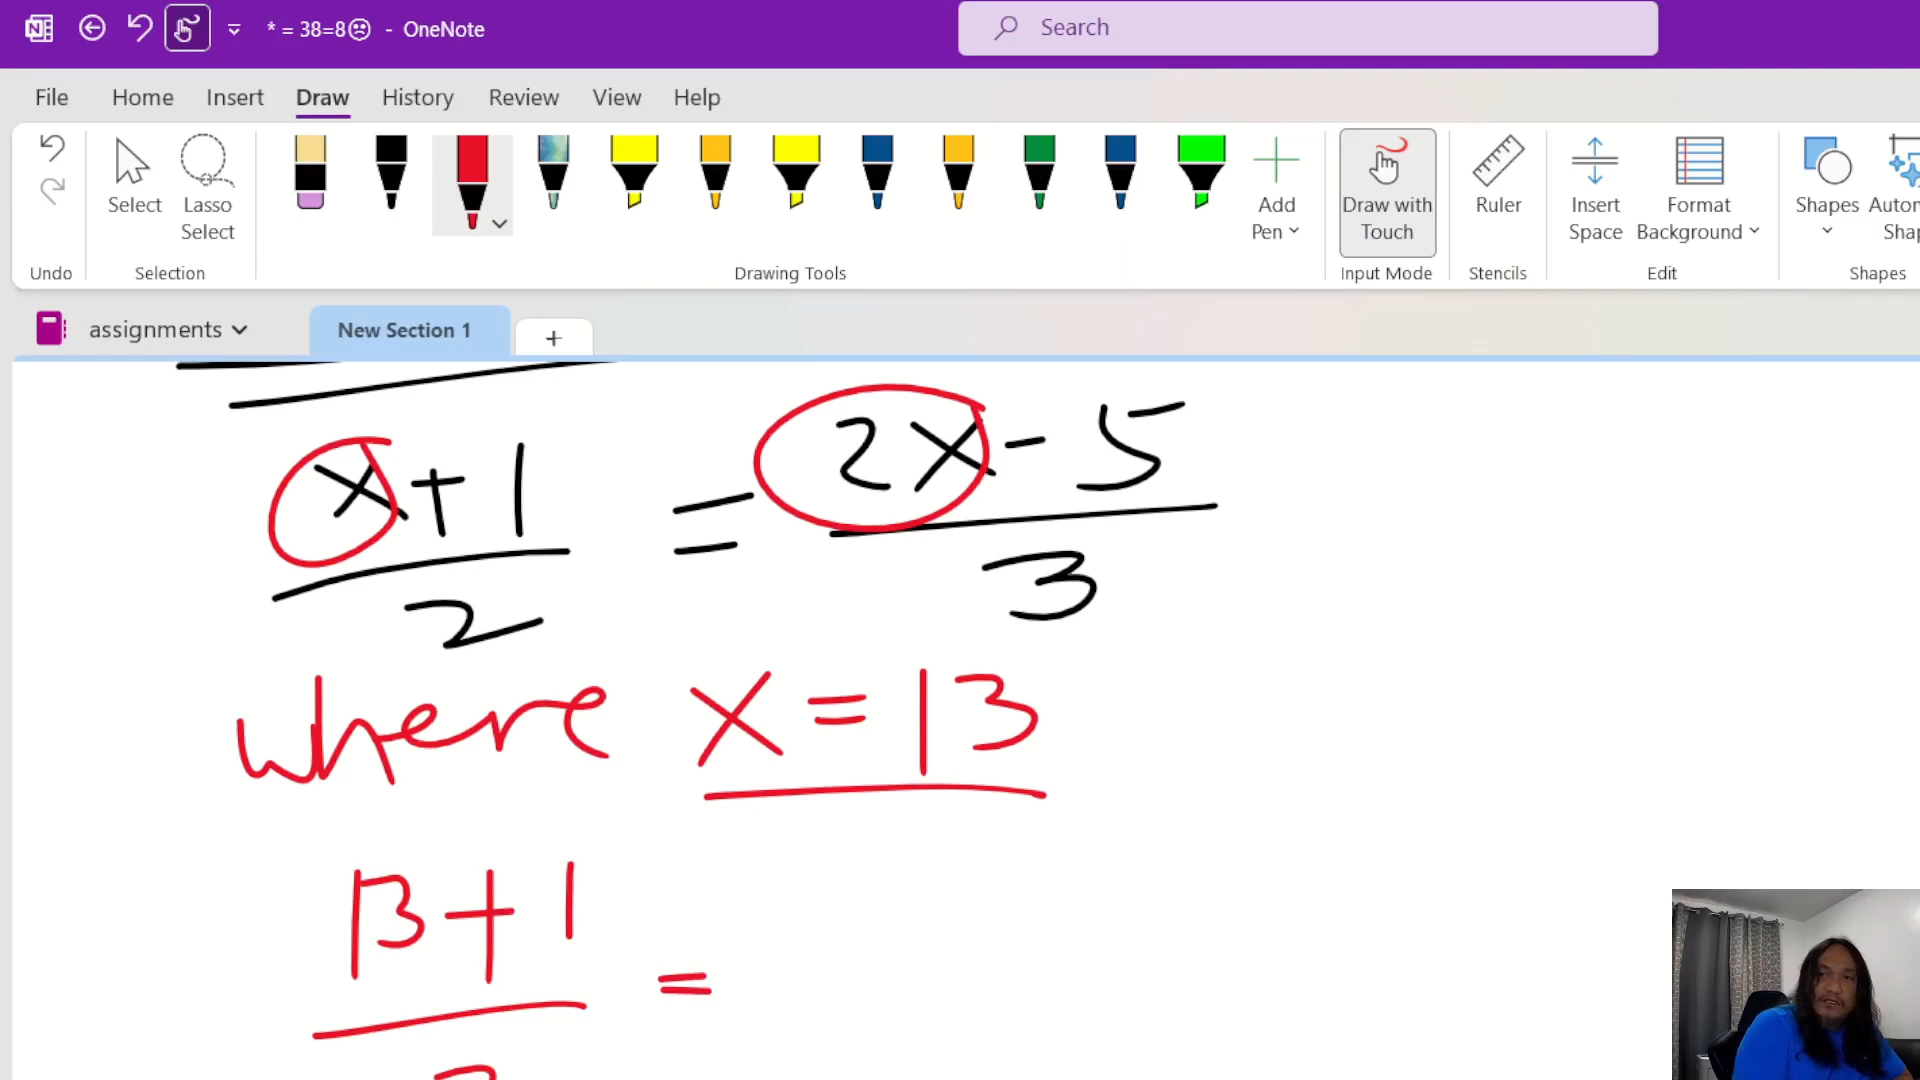 * = 38=8☹ - OneNote
Search
File Home Insert Draw History Review View Help
Select
Lasso Select
Add Pen
Draw with Touch
Ruler
Insert Space
Format Background
Shapes
Undo Selection Drawing Tools Input Mode Stencils Edit Shapes
assignments New Section 1 +
x+1 / 2 = 2x-5 / 3
where x=13
13+1 =